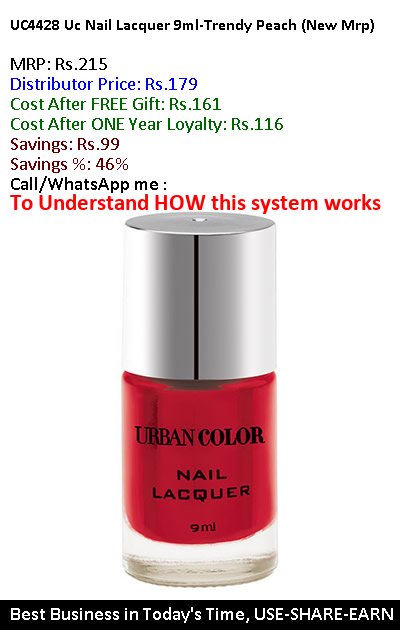 UC4428 Uc Nail Lacquer 9ml-Trendy Peach (New Mrp)
MRP: Rs.215
Distributor Price: Rs.179
Cost After FREE Gift: Rs.161
Cost After ONE Year Loyalty: Rs.116
Savings: Rs.99
Savings %: 46%
Call/WhatsApp me :
To Understand HOW this system works
URBAN COLOR
NAIL
LACQUER
9ml
Best Business in Today's Time, USE-SHARE-EARN